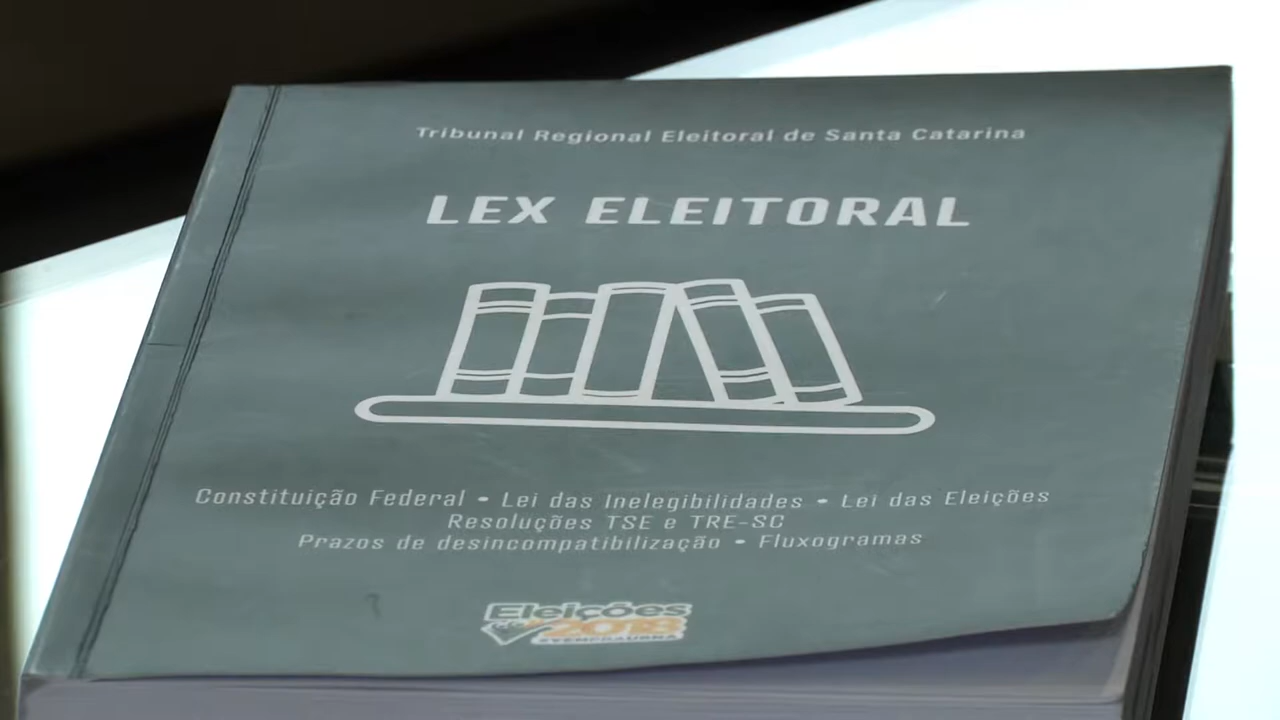 Tribunal Regional Eleitoral de Santa Catarina
LEX ELEITORAL
Constituição Federal • Lei das Inelegibilidades • Lei das Eleições
Resoluções TSE e TRE-SC
Prazos de desincompatibilização • Fluxogramas
Eleições
2018
#VEMPRAURNA